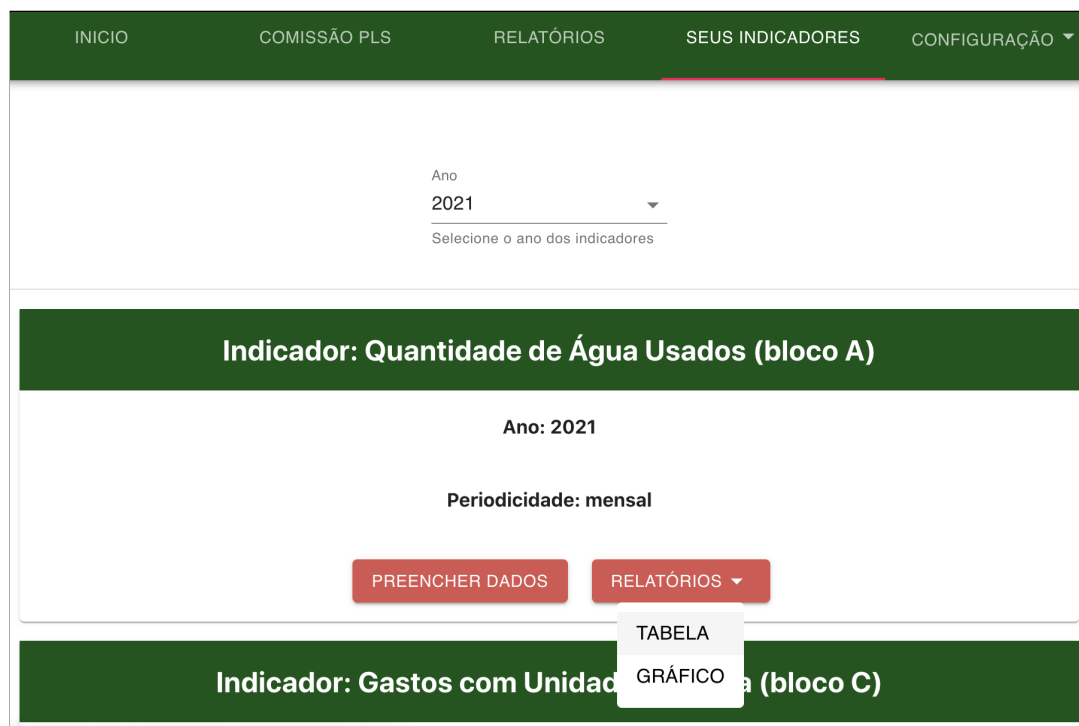 INICIO COMISSÃO PLS RELATÓRIOS SEUS INDICADORES CONFIGURAÇÃO
Ano
2021
Selecione o ano dos indicadores
Indicador: Quantidade de Água Usados (bloco A)
Ano: 2021
Periodicidade: mensal
PREENCHER DADOS RELATÓRIOS
TABELA
GRÁFICO
Indicador: Gastos com (bloco C)